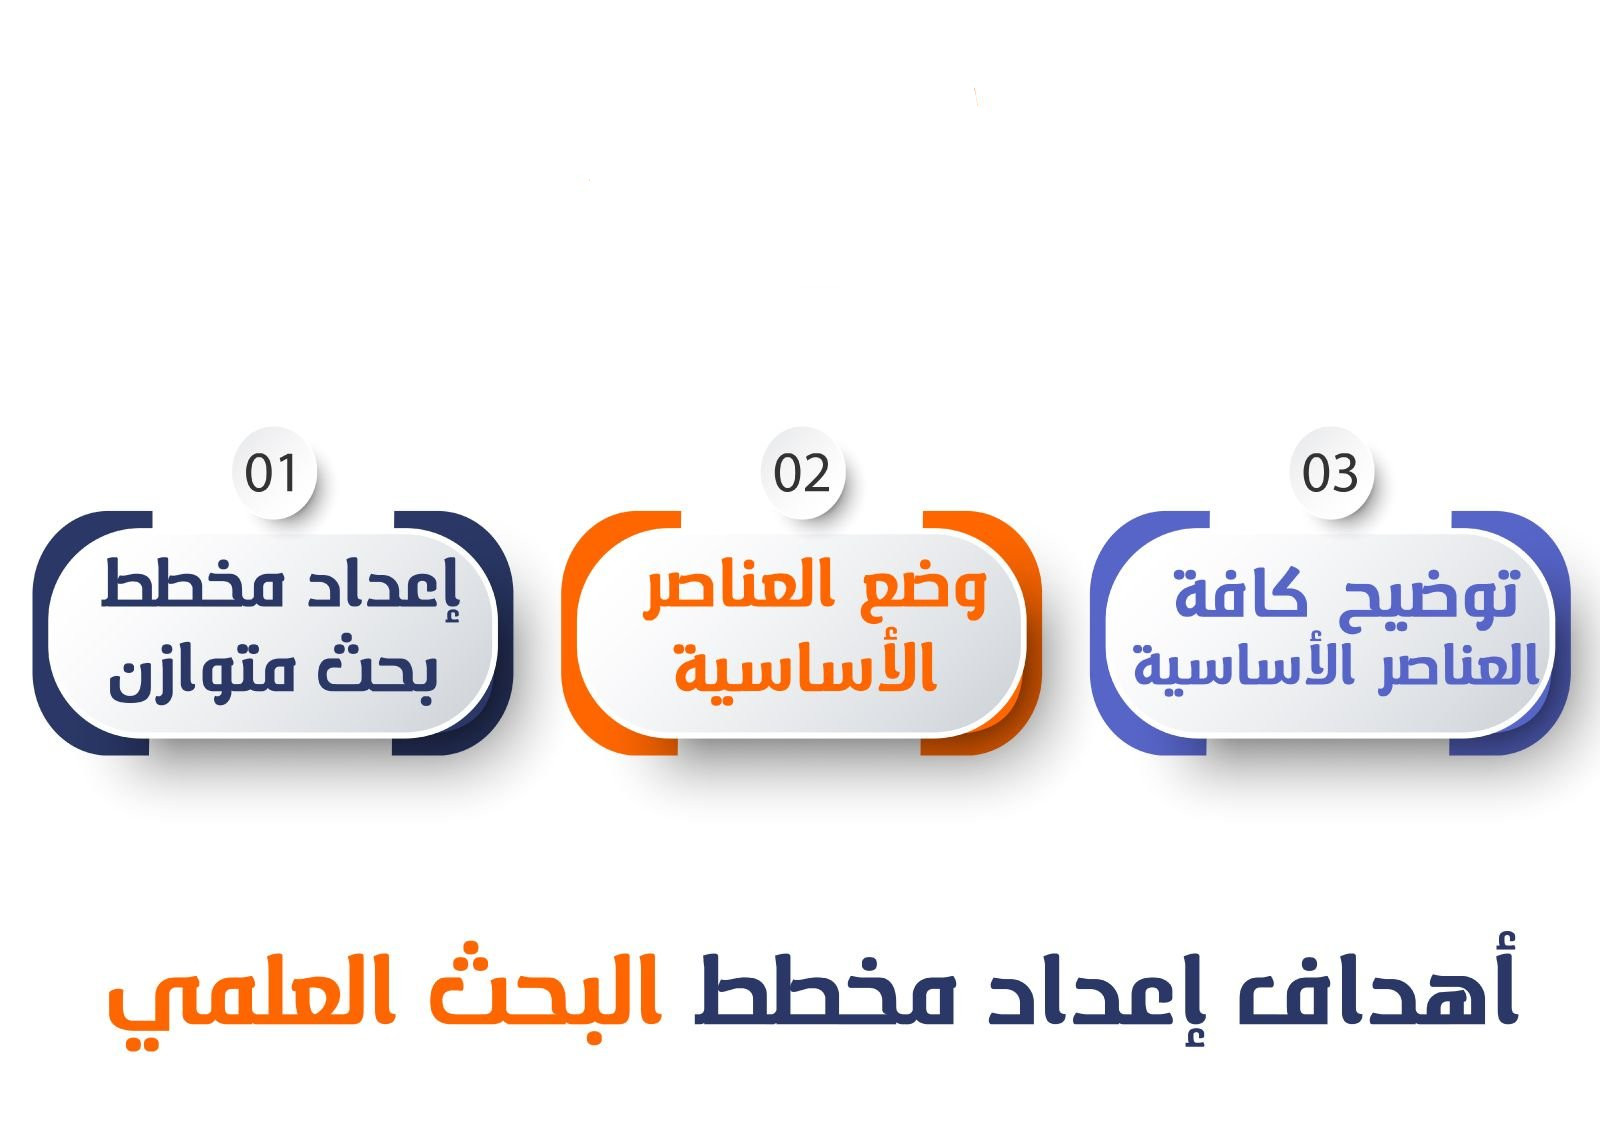 01
إعداد مخطط
بحث متوازن
02
وضع العناصر
الأساسية
03
توضيح كافة
العناصر الأساسية
أهداف إعداد مخطط البحث العلمي